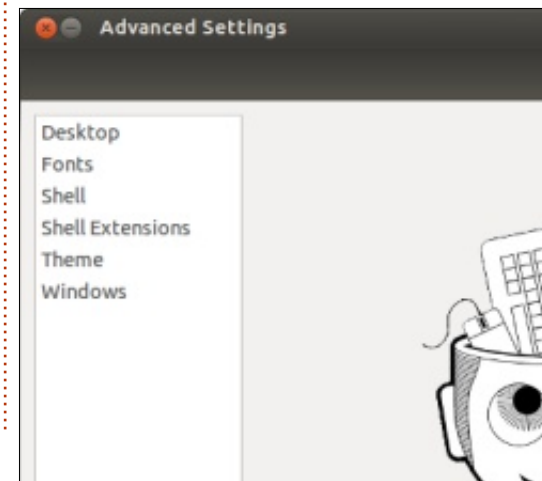 Advanced Settings
Desktop
Fonts
Shell
Shell Extensions
Theme
Windows